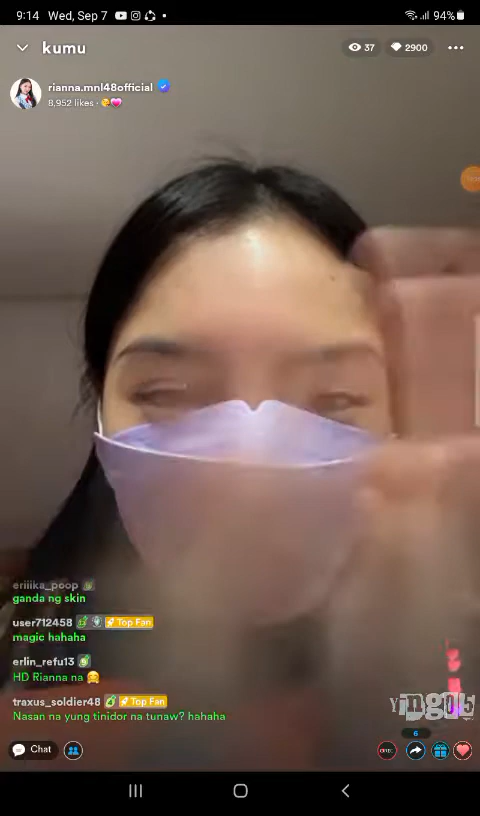 9:14 Wed, Sep 7 94%
kumu 37 2900
rianna.mnl48official
8,952 likes
eriiika_poop
ganda ng skin
user712458 Top Fan
magic hahaha
erlin_refu13
HD Rianna na
traxus_soldier48 Top Fan
Nasan na yung tinidor na tunaw? hahaha
6
Chat